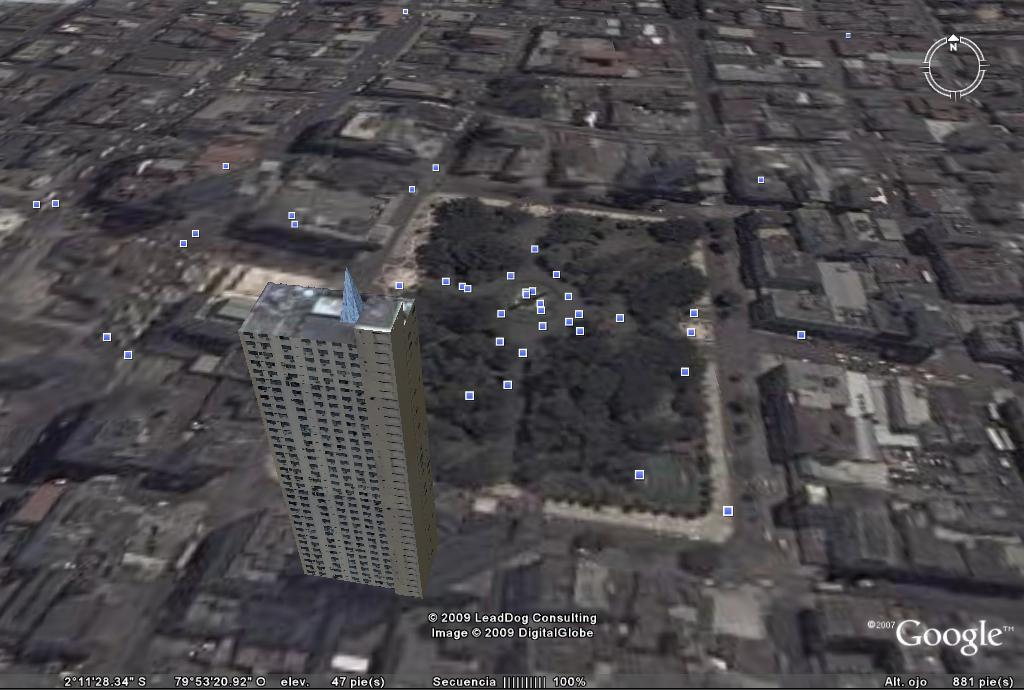 N
© 2009 LeadDog Consulting
Image © 2009 DigitalGlobe
©2007 Google™
2°11'28.34" S 79°53'20.92" O elev. 47 pie(s) Secuencia |||||||||| 100% Alt. ojo 881 pie(s)